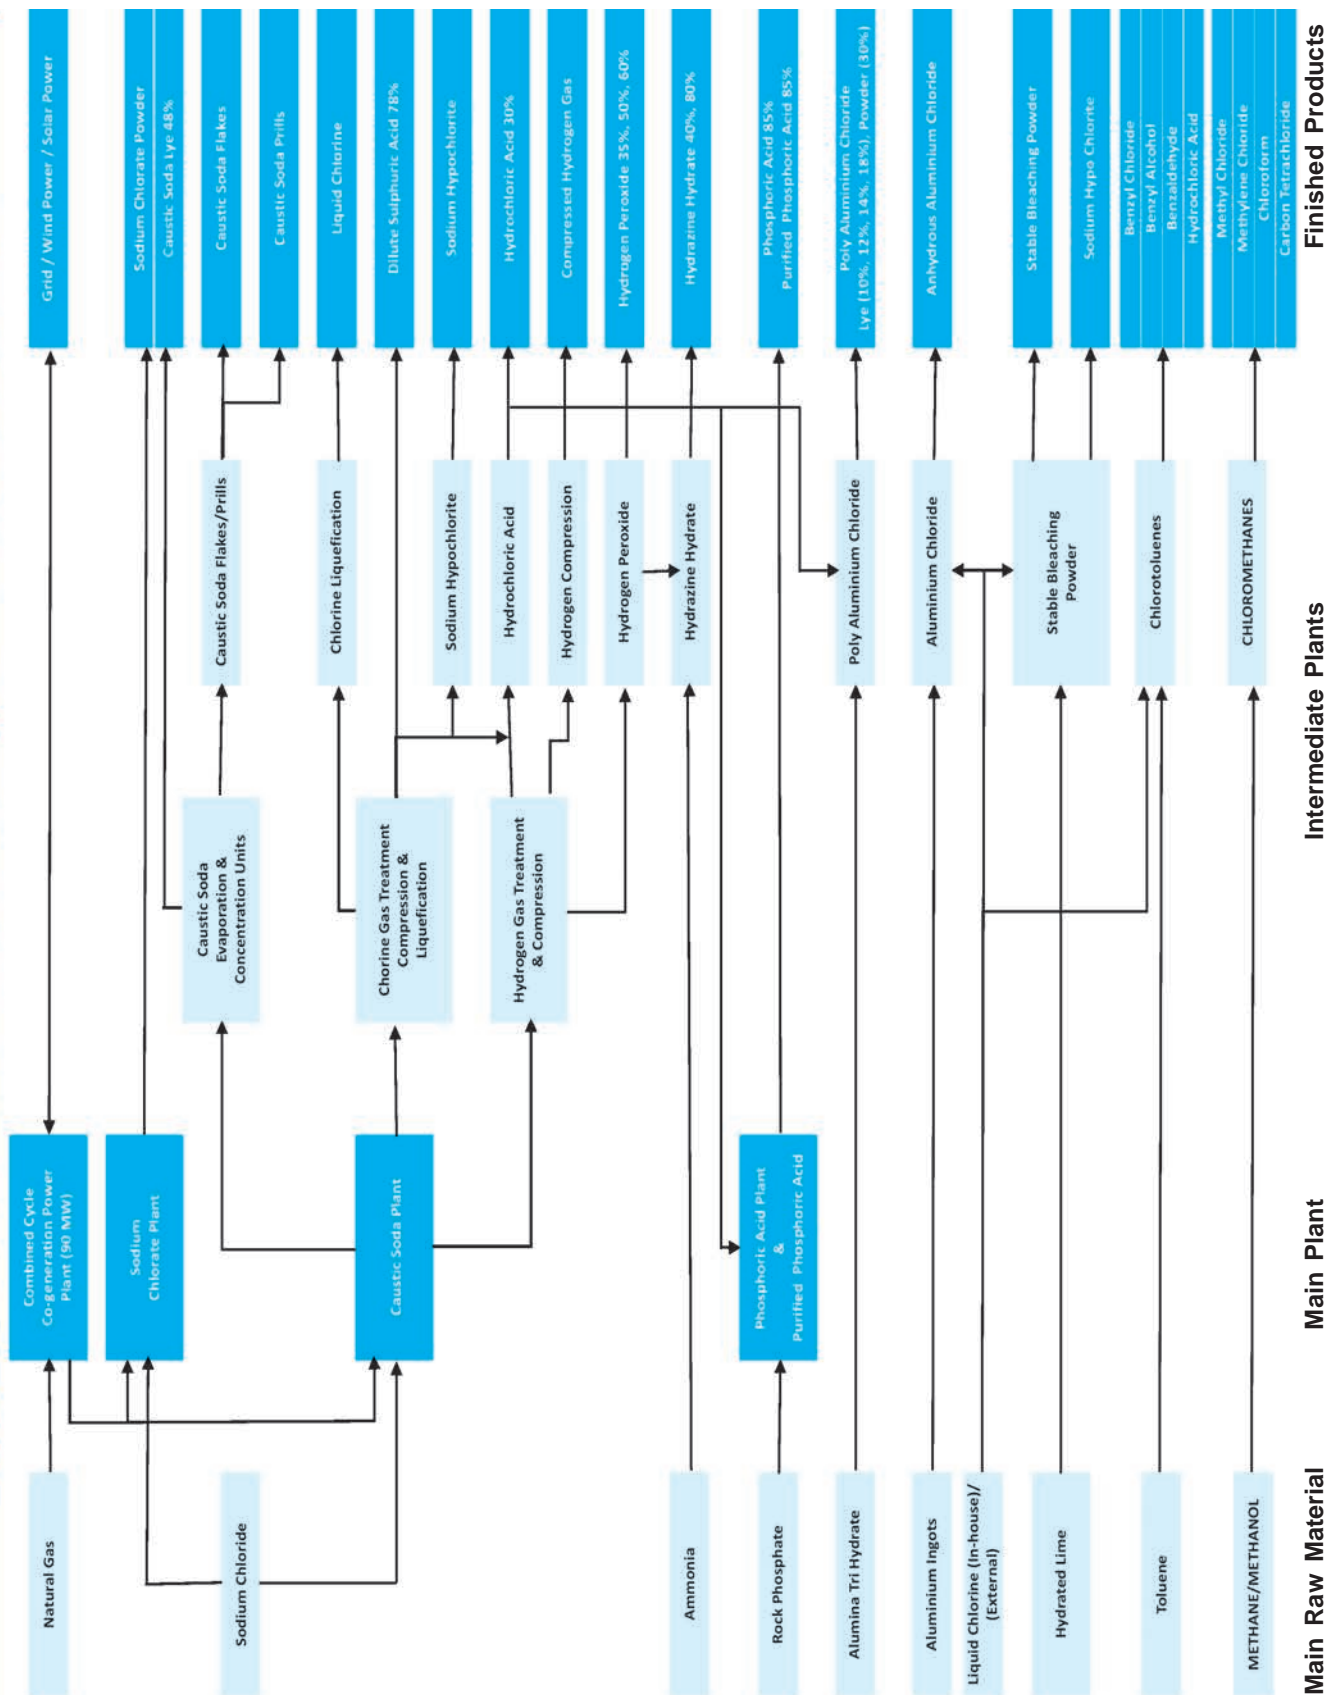 Natural Gas
Sodium Chloride
Ammonia
Rock Phosphate
Alumina Tri Hydrate
Aluminium Ingots
Liquid Chlorine (In-house)/
(External)
Hydrated Lime
Toluene
METHANE/METHANOL
Main Raw Material
Combined Cycle
Co-generation Power
Plant (90 MW)
Sodium
Chlorate Plant
Caustic Soda Plant
Phosphoric Acid Plant
&
Purified Phosphoric Acid
Main Plant
Caustic Soda
Evaporation &
Concentration Units
Chorine Gas Treatment
Compression &
Liquefication
Hydrogen Gas Treatment
& Compression
Caustic Soda Flakes/Prills
Chlorine Liquefication
Sodium Hypochlorite
Hydrochloric Acid
Hydrogen Compression
Hydrogen Peroxide
Hydrazine Hydrate
Poly Aluminium Chloride
Aluminium Chloride
Stable Bleaching
Powder
Chlorotoluenes
CHLOROMETHANES
Intermediate Plants
Grid / Wind Power / Solar Power
Sodium Chlorate Powder
Caustic Soda Lye 48%
Caustic Soda Flakes
Caustic Soda Prills
Liquid Chlorine
Dilute Sulphuric Acid 78%
Sodium Hypochlorite
Hydrochloric Acid 30%
Compressed Hydrogen Gas
Hydrogen Peroxide 35%, 50%, 60%
Hydrazine Hydrate 40%, 80%
Phosphoric Acid 85%
Purified Phosphoric Acid 85%
Poly Aluminium Chloride
Lye (10%, 12%, 14%, 18%), Powder (30%)
Anhydrous Aluminium Chloride
Stable Bleaching Powder
Sodium Hypo Chlorite
Benzyl Chloride
Benzyl Alcohol
Benzaldehyde
Hydrochloric Acid
Methyl Chloride
Methylene Chloride
Chloroform
Carbon Tetrachloride
Finished Products